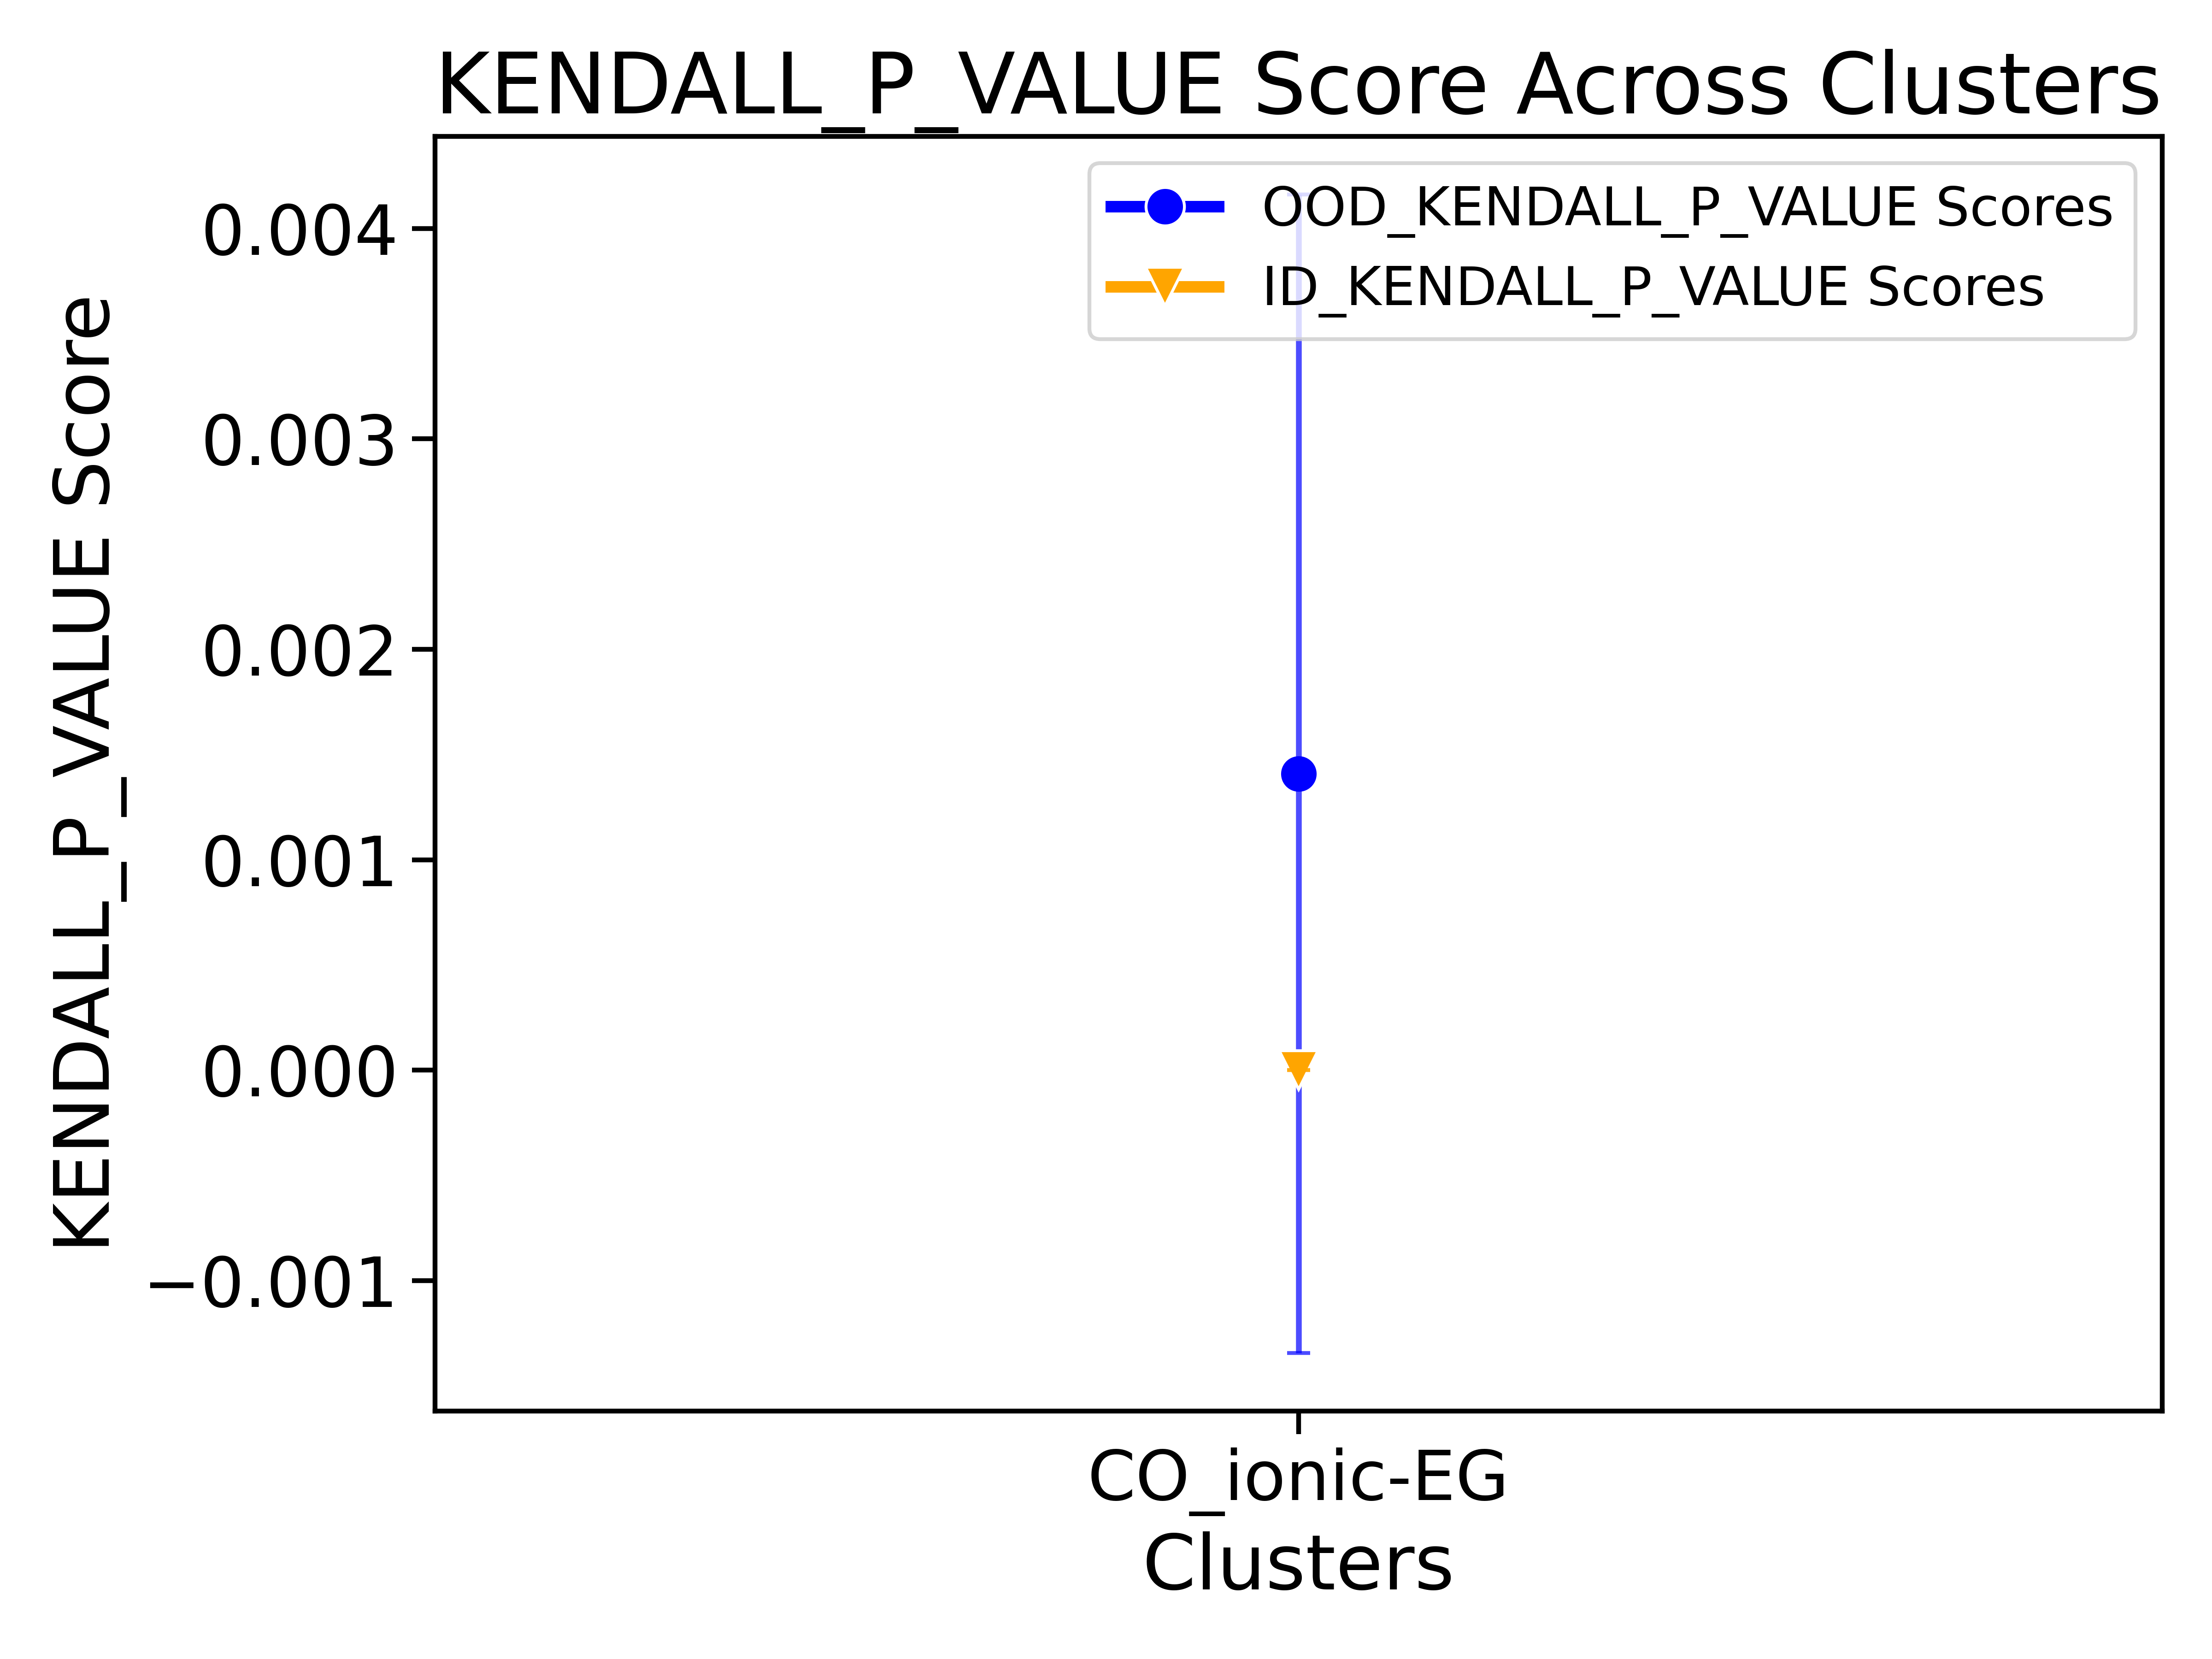 KENDALL_P_VALUE Score Across Clusters
OOD_KENDALL_P_VALUE Scores
ID_KENDALL_P_VALUE Scores
KENDALL_P_VALUE Score
0.004
0.003
0.002
0.001
0.000
−0.001
CO_ionic-EG
Clusters